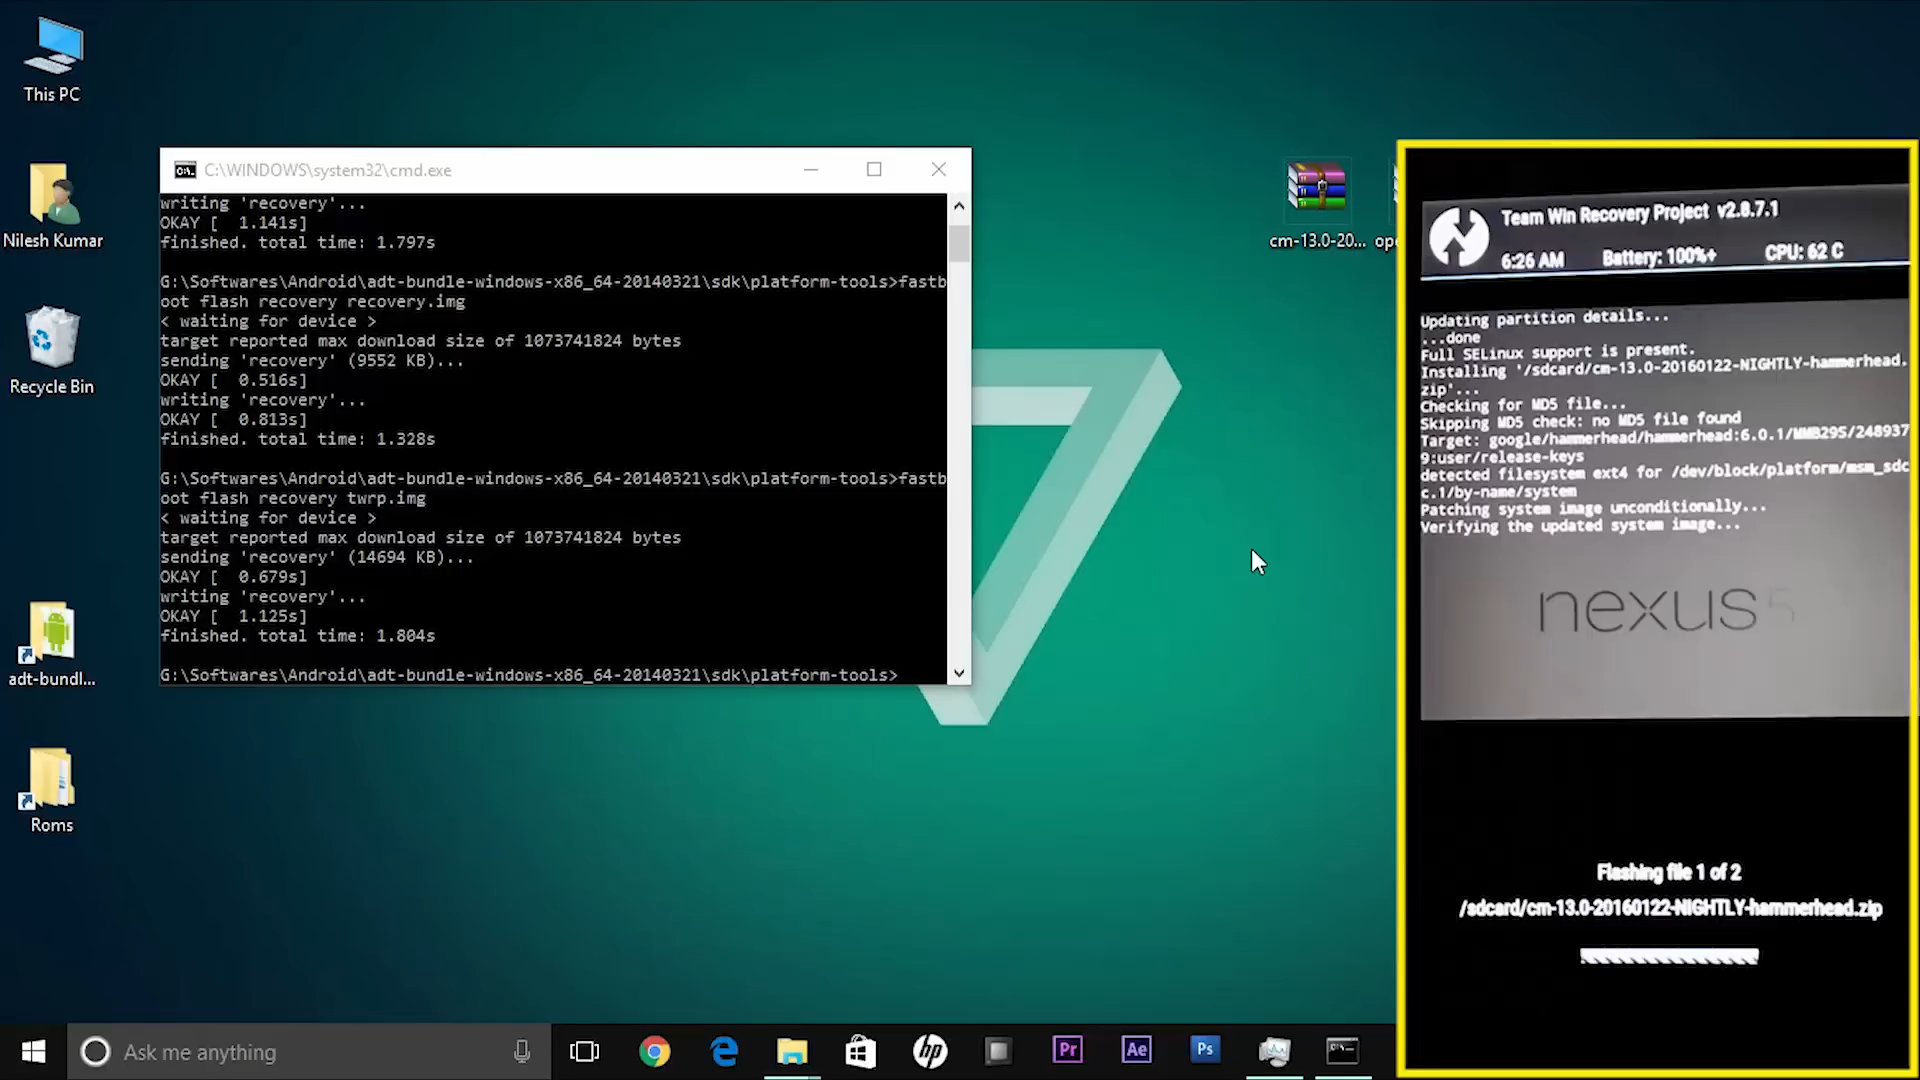 This PC
Nilesh Kumar
Recycle Bin
adt-bundl...
Roms
C:\WINDOWS\system32\cmd.exe
writing 'recovery'...
OKAY [  1.141s]
finished. total time: 1.797s
G:\Softwares\Android\adt-bundle-windows-x86_64-20140321\sdk\platform-tools>fastb
oot flash recovery recovery.img
< waiting for device >
target reported max download size of 1073741824 bytes
sending 'recovery' (9552 KB)...
OKAY [  0.516s]
writing 'recovery'...
OKAY [  0.813s]
finished. total time: 1.328s
G:\Softwares\Android\adt-bundle-windows-x86_64-20140321\sdk\platform-tools>fastb
oot flash recovery twrp.img
< waiting for device >
target reported max download size of 1073741824 bytes
sending 'recovery' (14694 KB)...
OKAY [  0.679s]
writing 'recovery'...
OKAY [  1.125s]
finished. total time: 1.804s
G:\Softwares\Android\adt-bundle-windows-x86_64-20140321\sdk\platform-tools>
cm-13.0-20...
ope
Team Win Recovery Project v2.8.7.1
6:26 AM Battery: 100%+ CPU: 62 C
Updating partition details...
...done
Full SELinux support is present.
Installing '/sdcard/cm-13.0-20160122-NIGHTLY-hammerhead.
zip'...
Checking for MD5 file...
Skipping MD5 check: no MD5 file found
Target: google/hammerhead/hammerhead:6.0.1/MMB29S/248937
9:user/release-keys
detected filesystem ext4 for /dev/block/platform/msm_sdc
c.1/by-name/system
Patching system image unconditionally...
Verifying the updated system image...
nexus 5
Flashing file 1 of 2
/sdcard/cm-13.0-20160122-NIGHTLY-hammerhead.zip
Ask me anything
hp
Pr
Ae
Ps